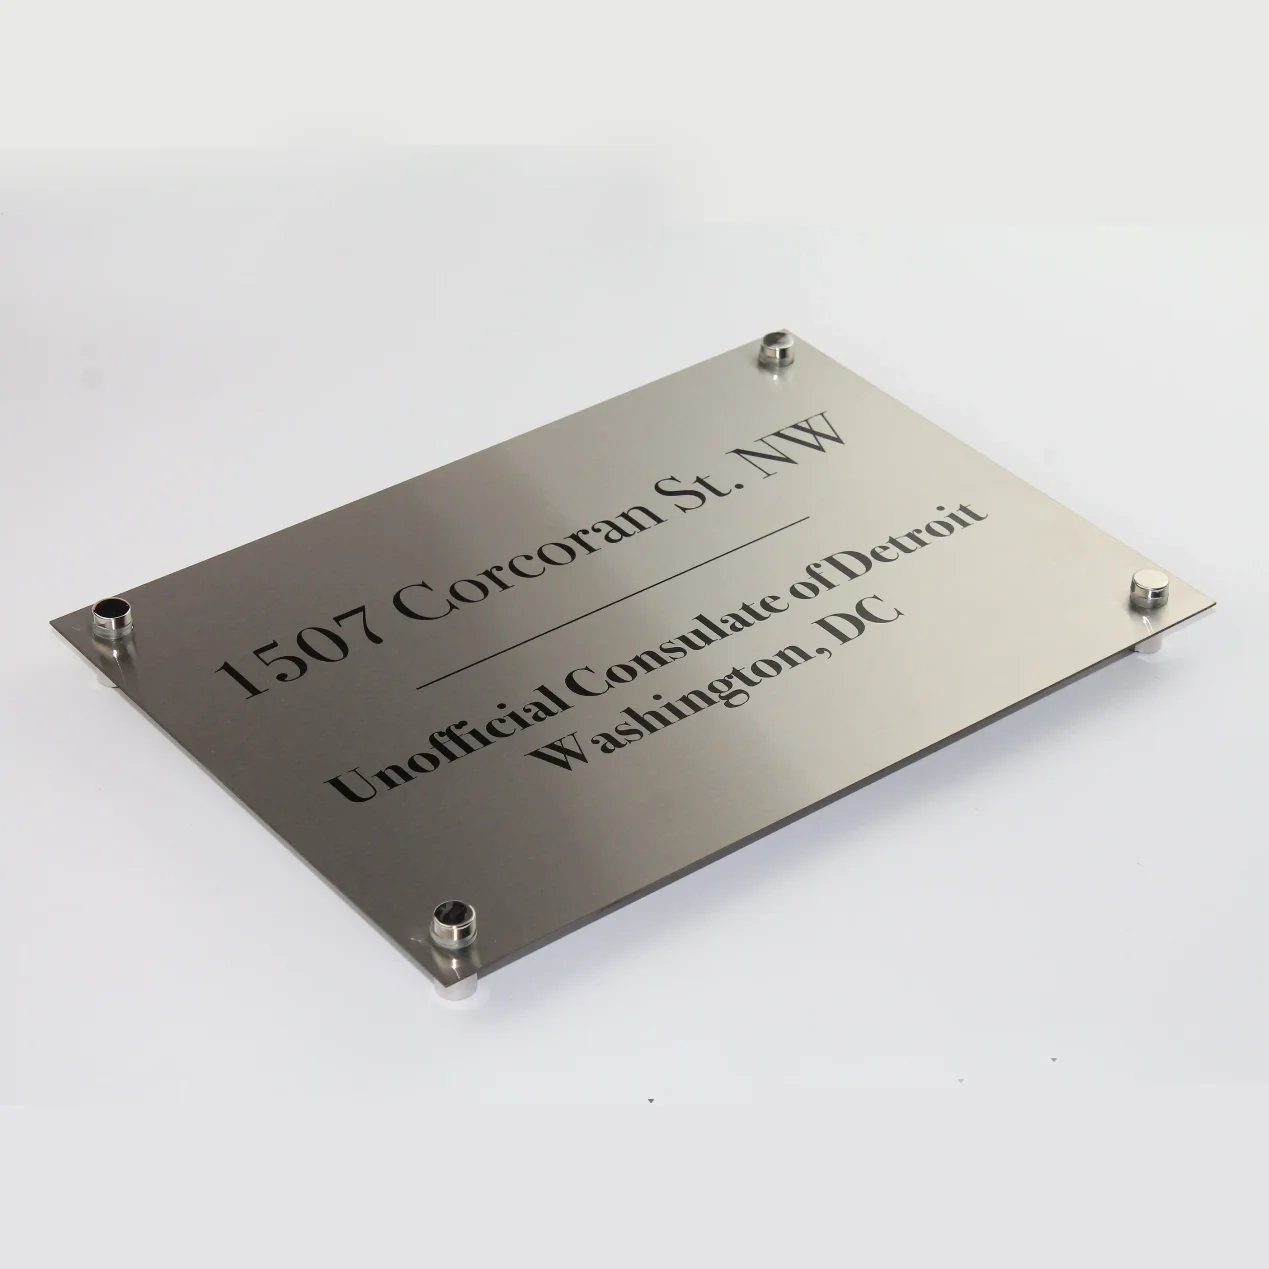 1507 Corcoran St. NW
Unofficial Consulate of Detroit
Washington, DC